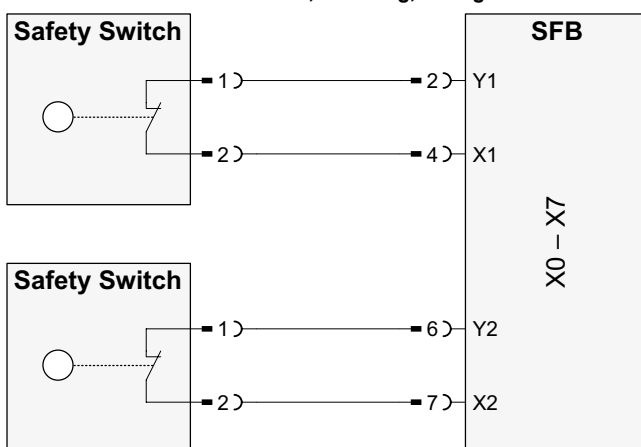 Safety Switch
SFB
1
2
Y1
2
4
X1
X0 – X7
Safety Switch
1
6
Y2
2
7
X2